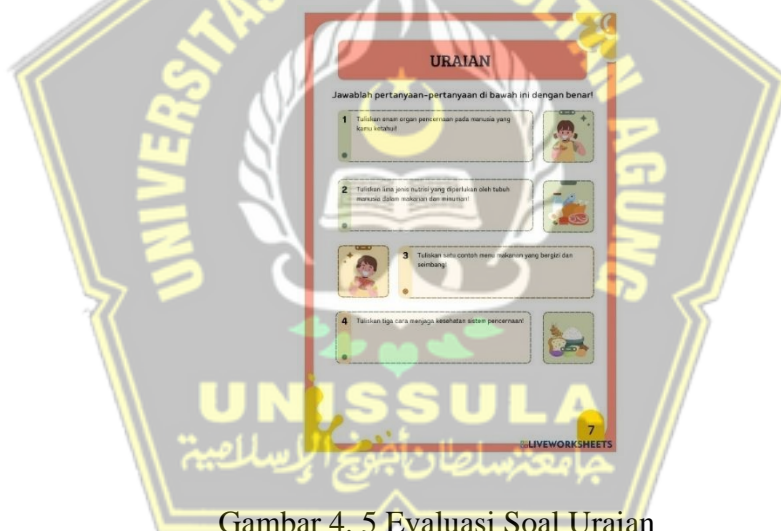 UNIVERSITAS
SULTAN AGUNG
URAIAN
Jawablah pertanyaan-pertanyaan di bawah ini dengan benar!
1 Tuliskan enam organ pencernaan pada manusia yang
kamu ketahui!
2 Tuliskan lima jenis nutrisi yang diperlukan oleh tubuh
manusia dalam makanan dan minuman!
3 Tuliskan satu contoh menu makanan yang bergizi dan
seimbang!
4 Tuliskan tiga cara menjaga kesehatan sistem pencernaan!
UNISSULA
7
LIVEWORKSHEETS
جامعتسلطان أجونج الإسلامية
Gambar 4. 5 Evaluasi Soal Uraian